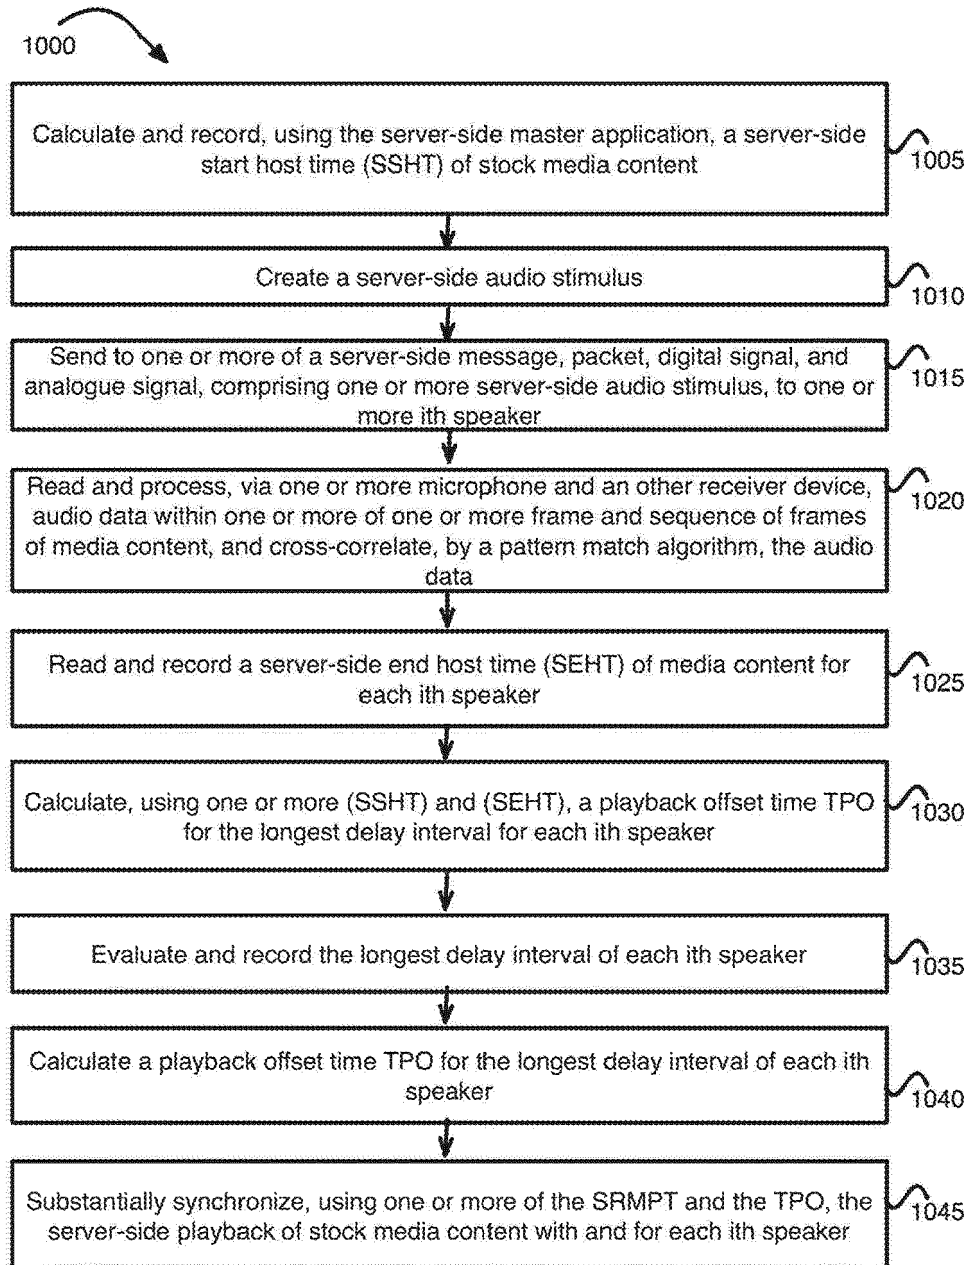 1000
Calculate and record, using the server-side master application, a server-side
start host time (SSHT) of stock media content
1005
Create a server-side audio stimulus
1010
Send to one or more of a server-side message, packet, digital signal, and
analogue signal, comprising one or more server-side audio stimulus, to one or
more ith speaker
1015
Read and process, via one or more microphone and an other receiver device,
audio data within one or more of one or more frame and sequence of frames
of media content, and cross-correlate, by a pattern match algorithm, the audio
data
1020
Read and record a server-side end host time (SEHT) of media content for
each ith speaker
1025
Calculate, using one or more (SSHT) and (SEHT), a playback offset time TPO
for the longest delay interval for each ith speaker
1030
Evaluate and record the longest delay interval of each ith speaker
1035
Calculate a playback offset time TPO for the longest delay interval of each ith
speaker
1040
Substantially synchronize, using one or more of the SRMPT and the TPO, the
server-side playback of stock media content with and for each ith speaker
1045